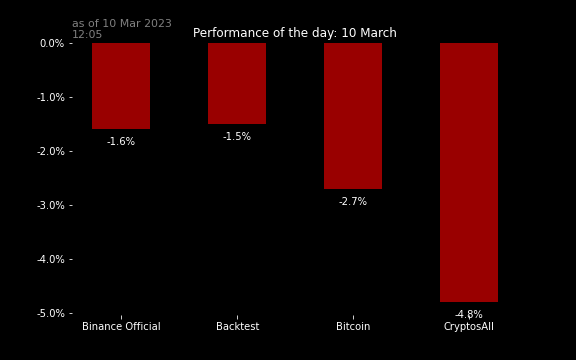 as of 10 Mar 2023
12:05
Performance of the day: 10 March
0.0%
-1.0%
-2.0%
-3.0%
-4.0%
-5.0%
-1.6%
-1.5%
-2.7%
-4.8%
Binance Official
Backtest
Bitcoin
CryptosAll